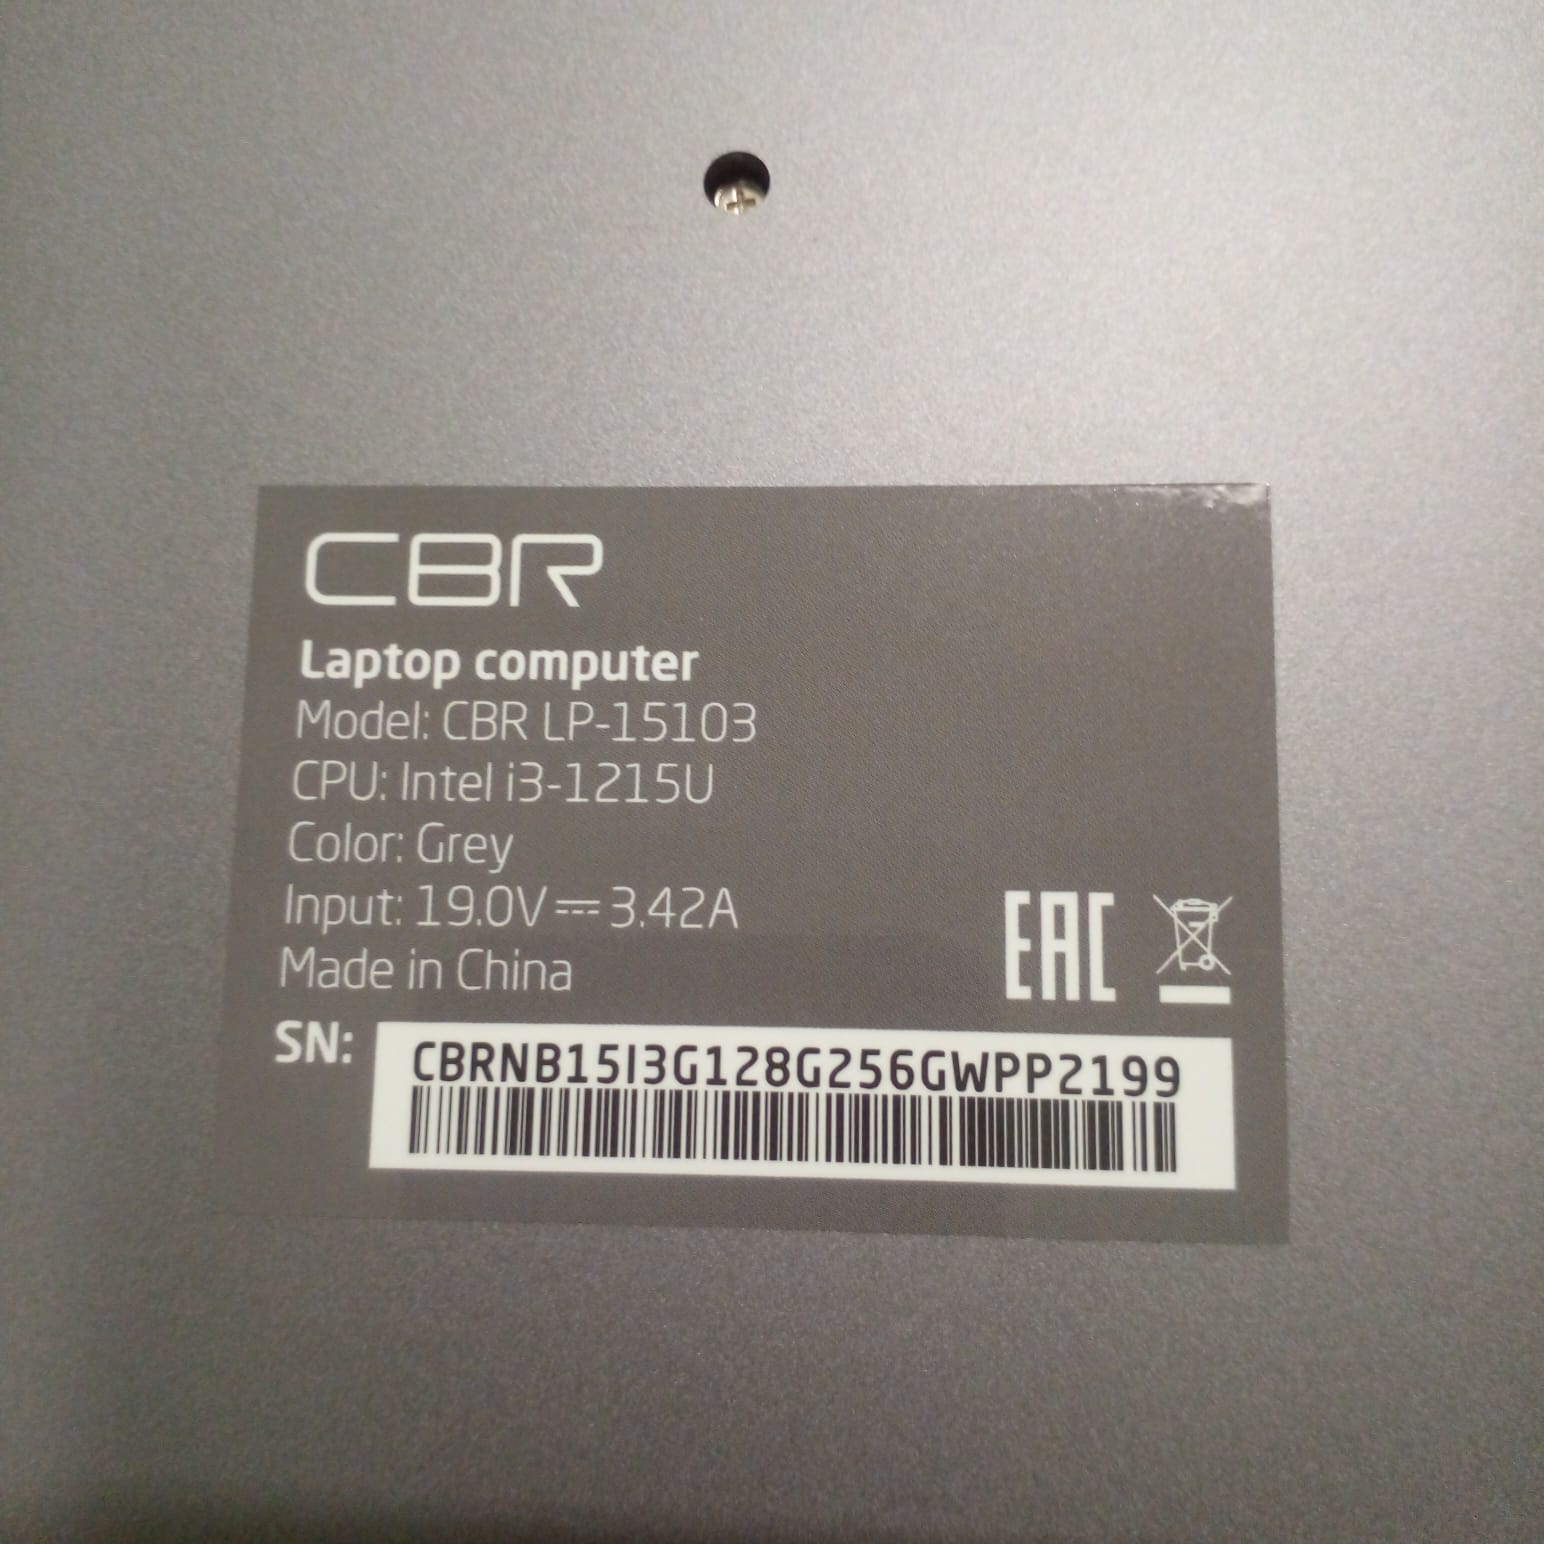 CBR
Laptop computer
Model: CBR LP-15103
CPU: Intel i3-1215U
Color: Grey
Input: 19.0V⎓3.42A
Made in China
EAC
SN:
CBRNB15I3G128G256GWPP2199